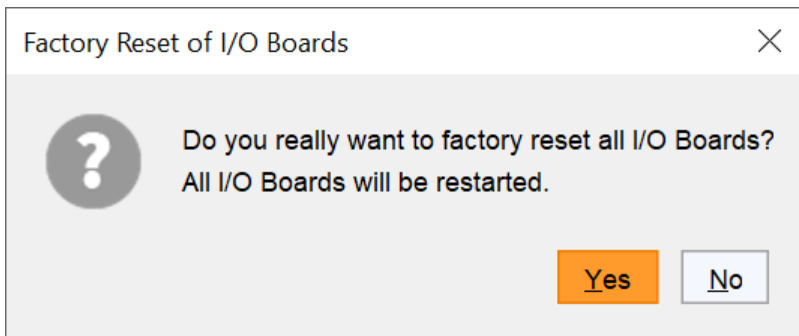 Factory Reset of I/O Boards
Do you really want to factory reset all I/O Boards?
All I/O Boards will be restarted.
Yes No